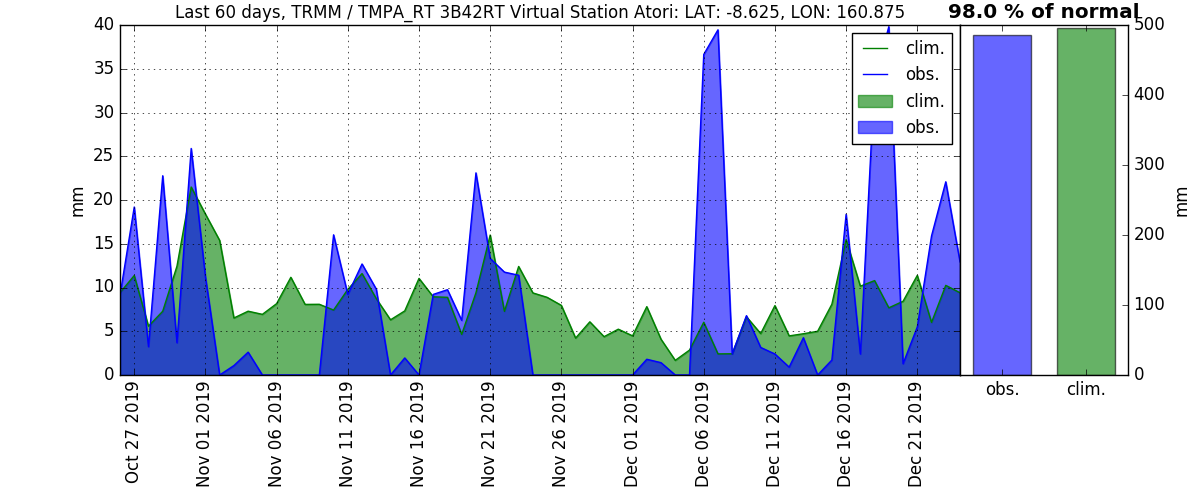 Last 60 days, TRMM / TMPA_RT 3B42RT Virtual Station Atori: LAT: -8.625, LON: 160.875
98.0 % of normal
40
35
30
25
20
15
10
5
0
mm
clim.
obs.
clim.
obs.
500
400
300
200
100
0
mm
obs.
clim.
Oct 27 2019
Nov 01 2019
Nov 06 2019
Nov 11 2019
Nov 16 2019
Nov 21 2019
Nov 26 2019
Dec 01 2019
Dec 06 2019
Dec 11 2019
Dec 16 2019
Dec 21 2019